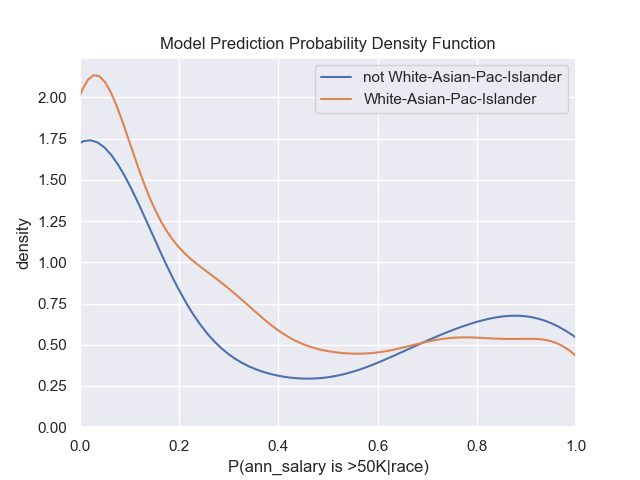 Model Prediction Probability Density Function
not White-Asian-Pac-Islander
White-Asian-Pac-Islander
density
2.00
1.75
1.50
1.25
1.00
0.75
0.50
0.25
0.00
0.0 0.2 0.4 0.6 0.8 1.0
P(ann_salary is >50K|race)